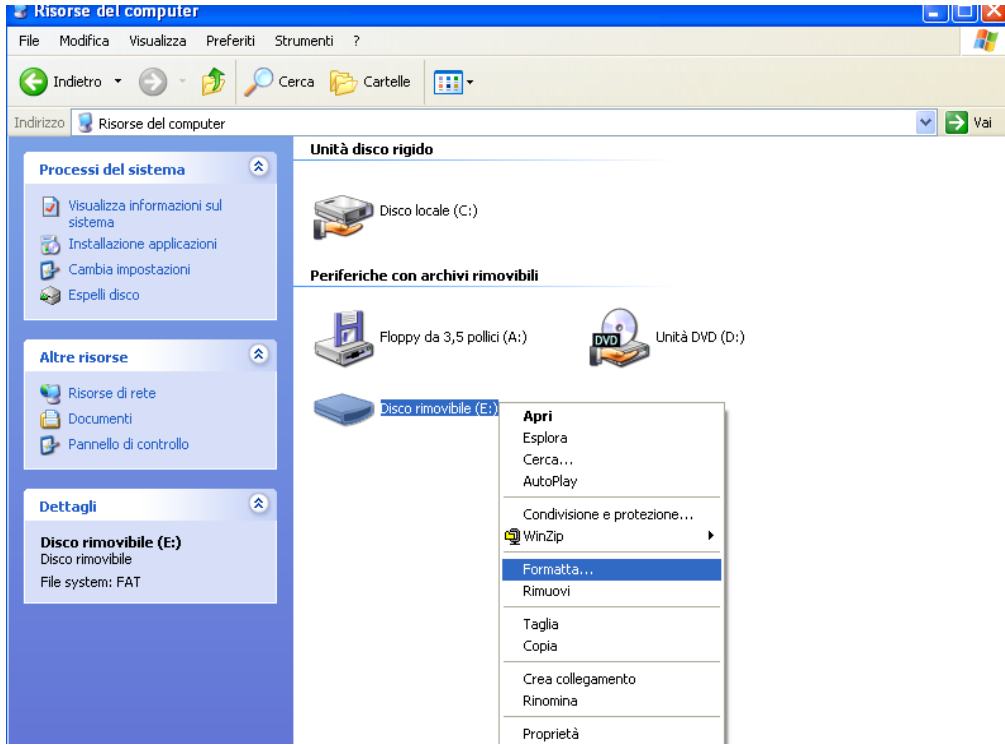 Risorse del computer
File Modifica Visualizza Preferiti Strumenti ?
Indietro Cerca Cartelle
Indirizzo Risorse del computer Vai
Processi del sistema
Visualizza informazioni sul
sistema
Installazione applicazioni
Cambia impostazioni
Espelli disco
Altre risorse
Risorse di rete
Documenti
Pannello di controllo
Dettagli
Disco rimovibile (E:)
Disco rimovibile
File system: FAT
Unità disco rigido
Disco locale (C:)
Periferiche con archivi rimovibili
Floppy da 3,5 pollici (A:)
DVD
Unità DVD (D:)
Disco rimovibile (E:)
Apri
Esplora
Cerca...
AutoPlay
Condivisione e protezione...
WinZip
Formatta...
Rimuovi
Taglia
Copia
Crea collegamento
Rinomina
Proprietà